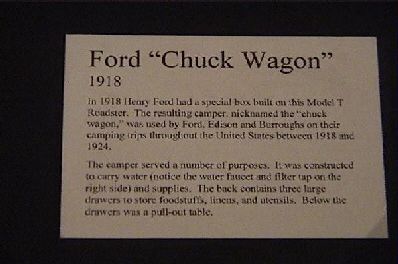 Ford “Chuck Wagon”
1918
In 1918 Henry Ford had a special box built on this Model T
Roadster. The resulting camper, nicknamed the “chuck
wagon,” was used by Ford, Edison and Burroughs on their
camping trips throughout the United States between 1918 and
1924.
The camper served a number of purposes. It was constructed
to carry water (notice the water faucet and filter tap on the
right side) and supplies. The back contains three large
drawers to store foodstuffs, linens, and utensils. Below the
drawers was a pull-out table.